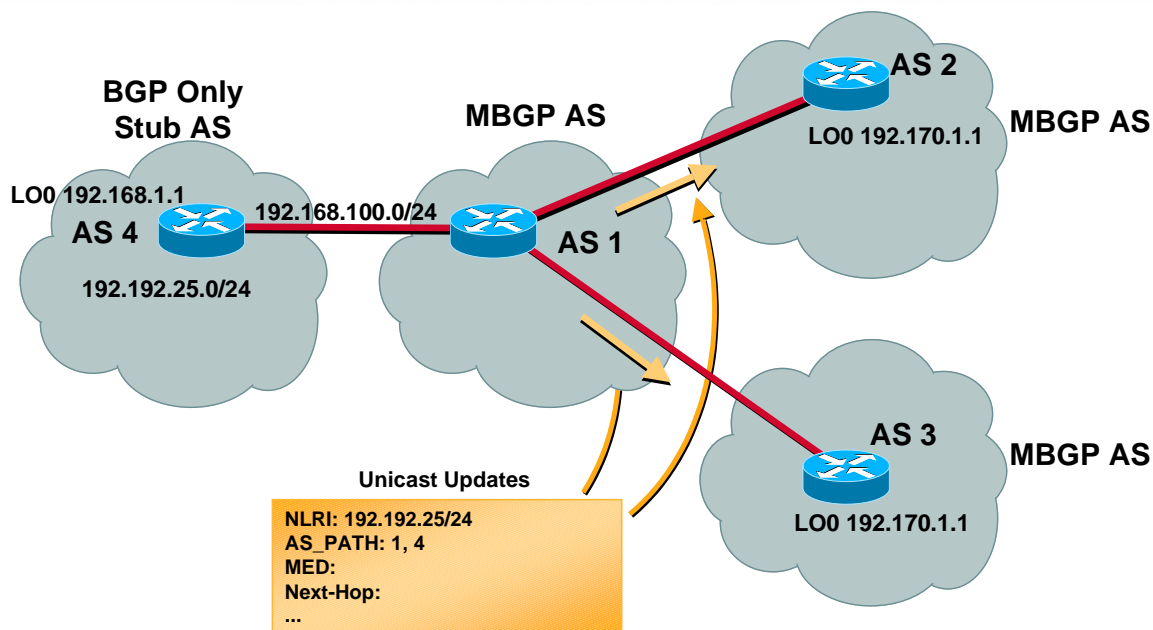 BGP Only
Stub AS
LO0 192.168.1.1
AS 4
192.192.25.0/24
192.168.100.0/24
MBGP AS
AS 1
AS 2
LO0 192.170.1.1
MBGP AS
AS 3
LO0 192.170.1.1
MBGP AS
Unicast Updates
NLRI: 192.192.25/24
AS_PATH: 1, 4
MED:
Next-Hop:
...